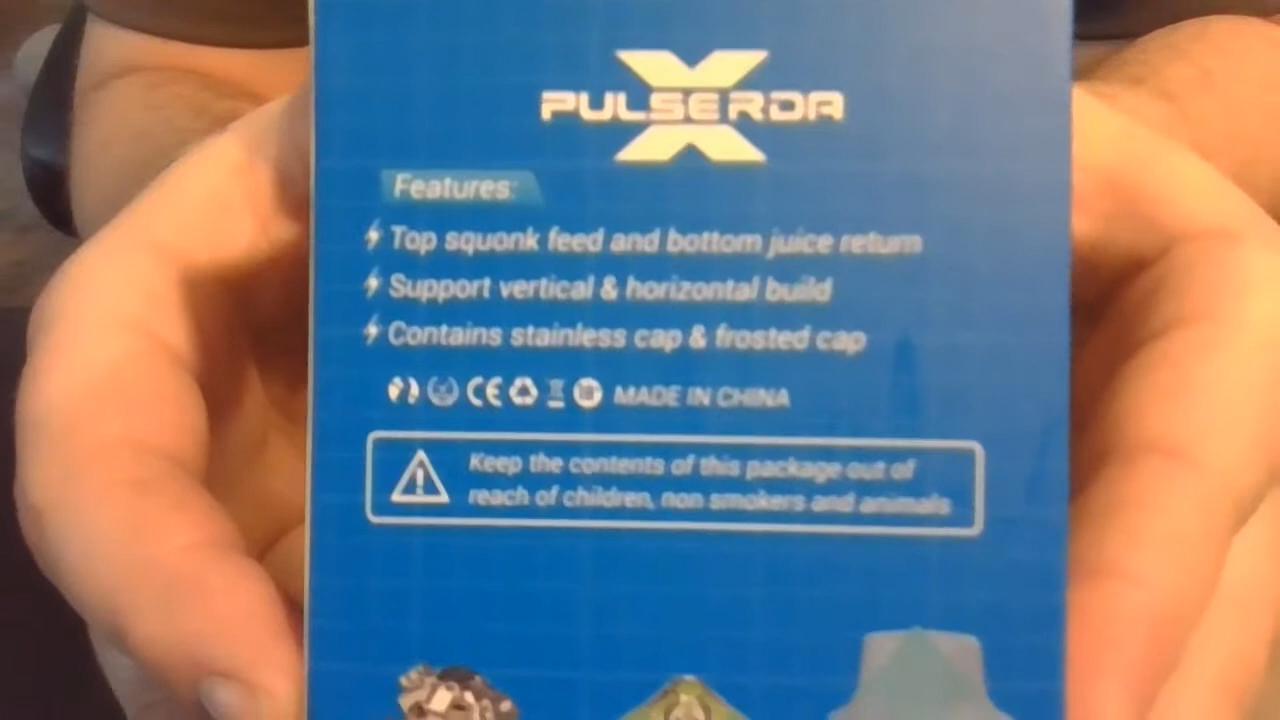 X
PULSE RDA
Features:
Top squonk feed and bottom juice return
Support vertical & horizontal build
Contains stainless cap & frosted cap
CE MADE IN CHINA
Keep the contents of this package out of
reach of children, non smokers and animals